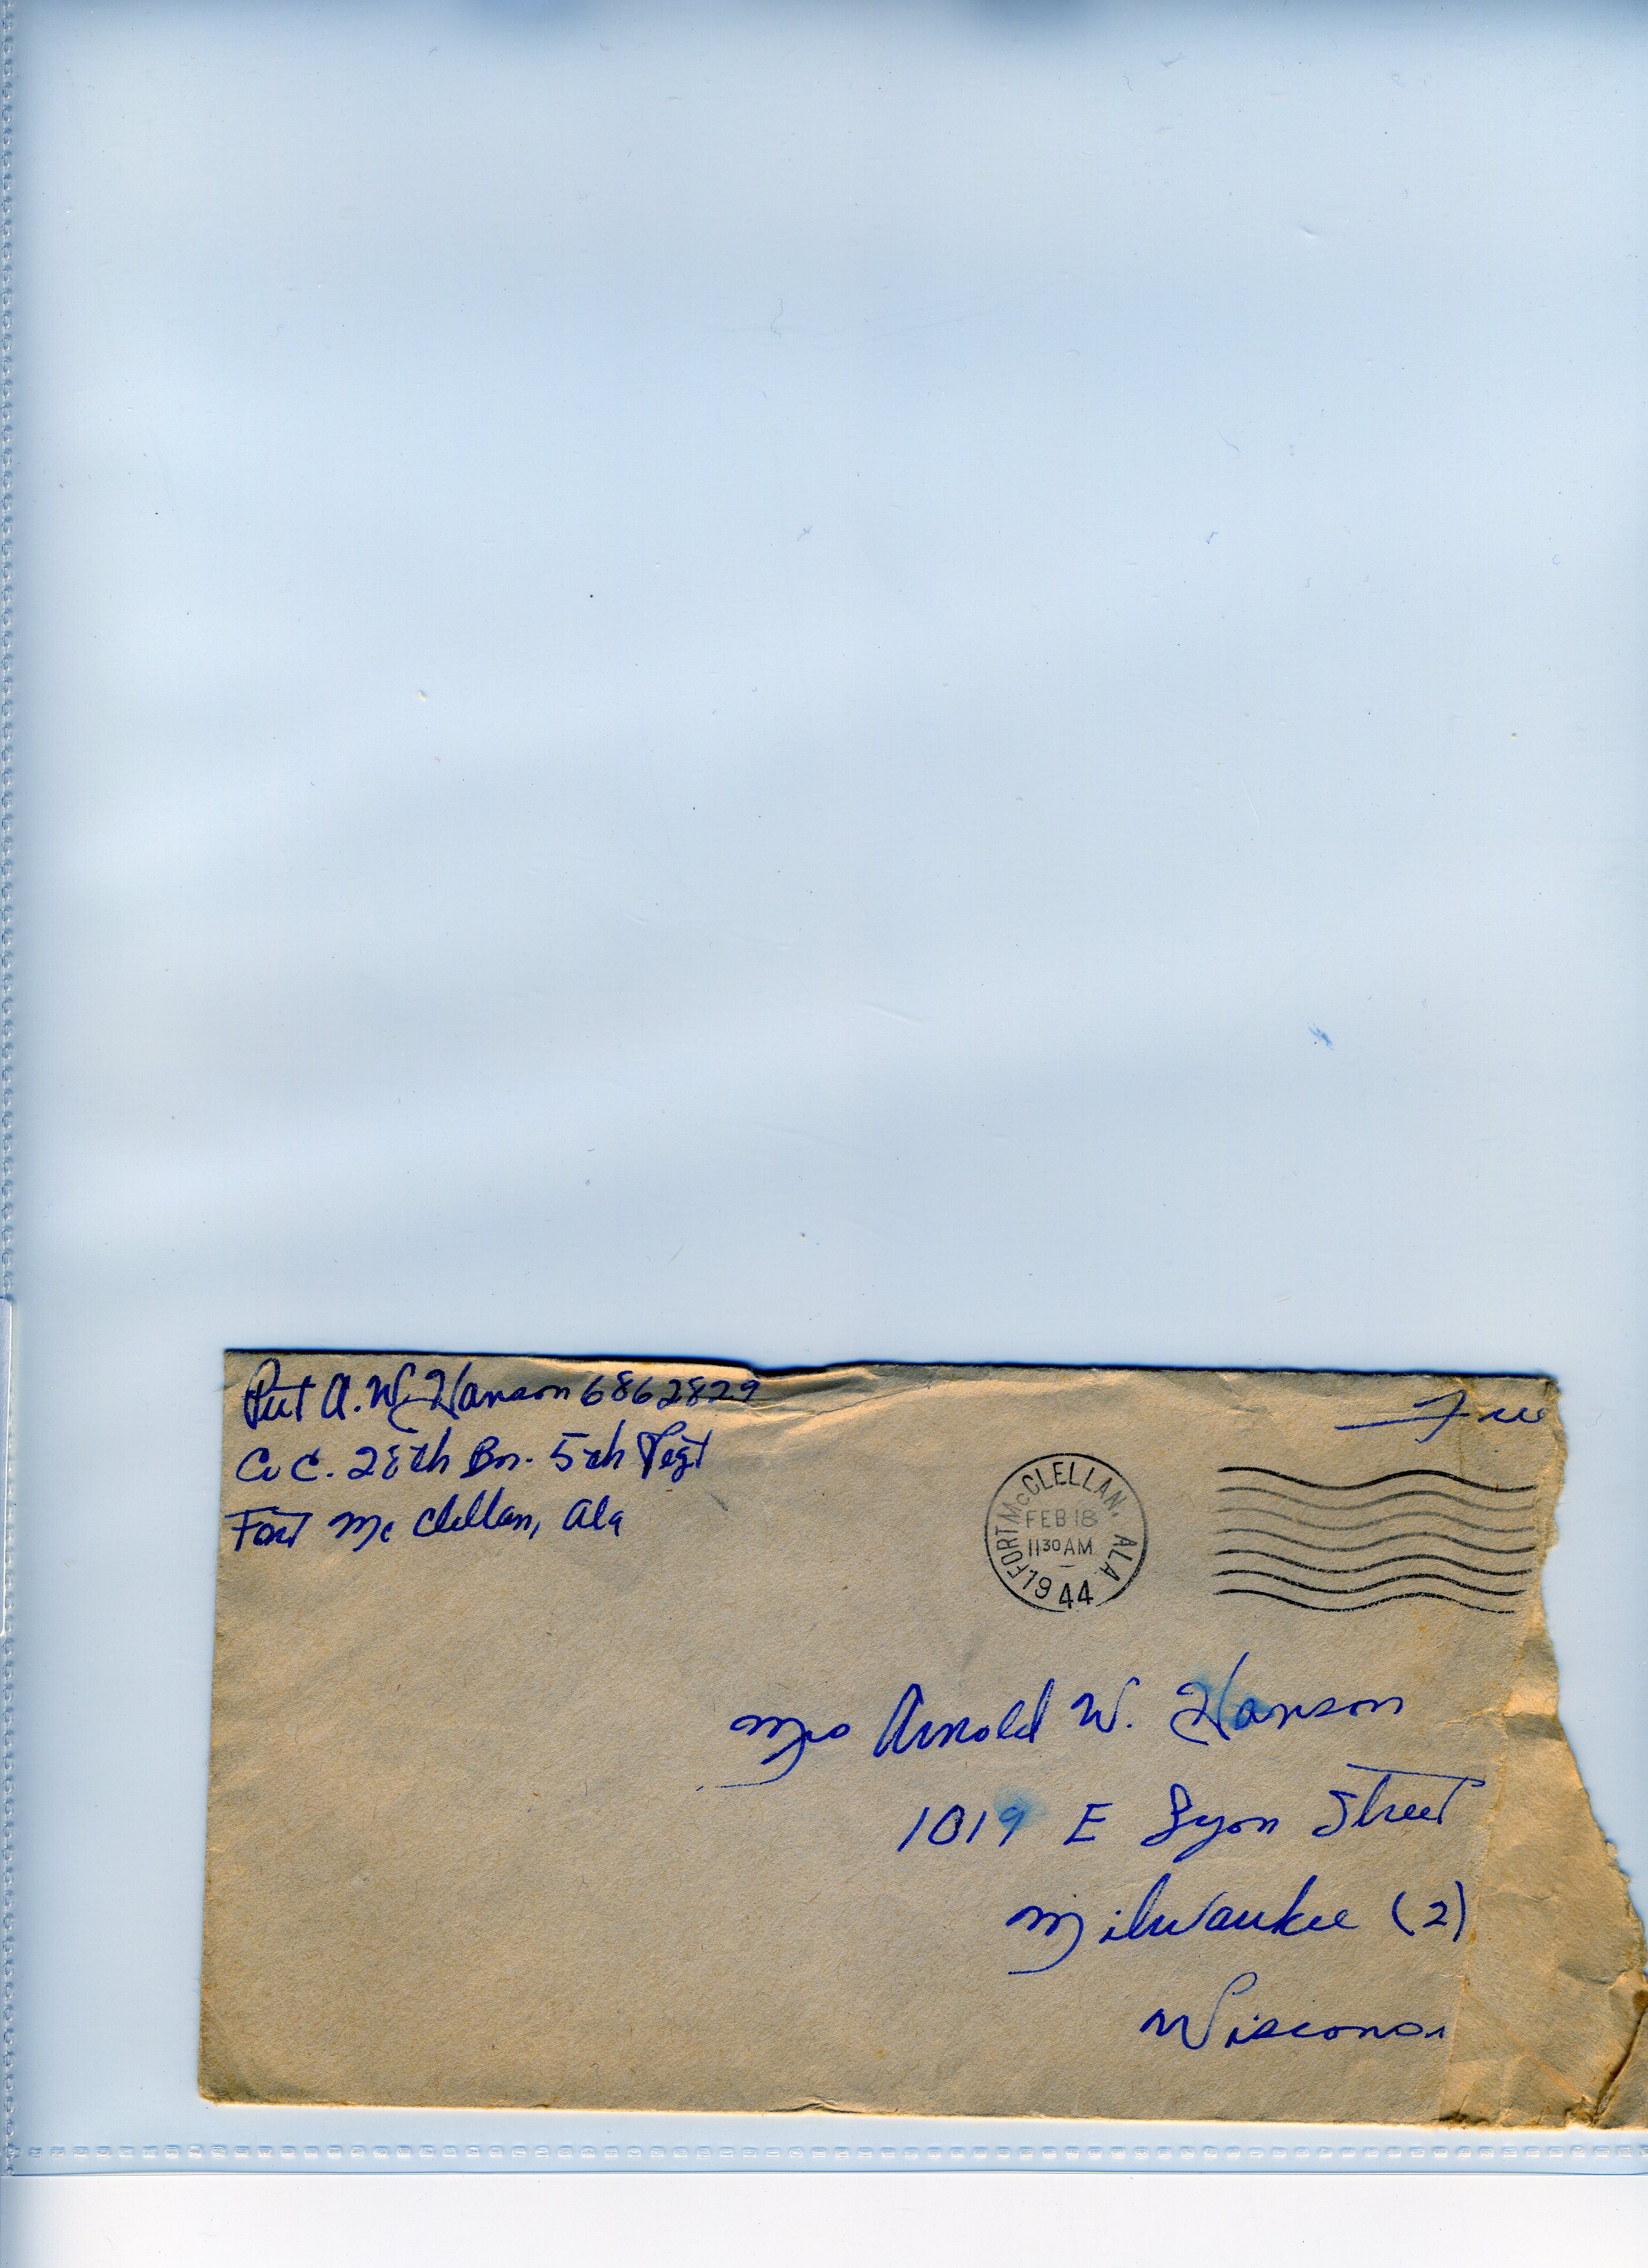 Pvt A. W. Hanson 6862829
Co C. 28th Bn. 5th Regt
Fort Mc Clellan, Ala
Free
FORT McCLELLAN, ALA.
FEB 18
11 30 AM
1944
Mrs Arnold W. Hanson
1019 E Lyon Street
Milwaukee (2)
Wisconsi